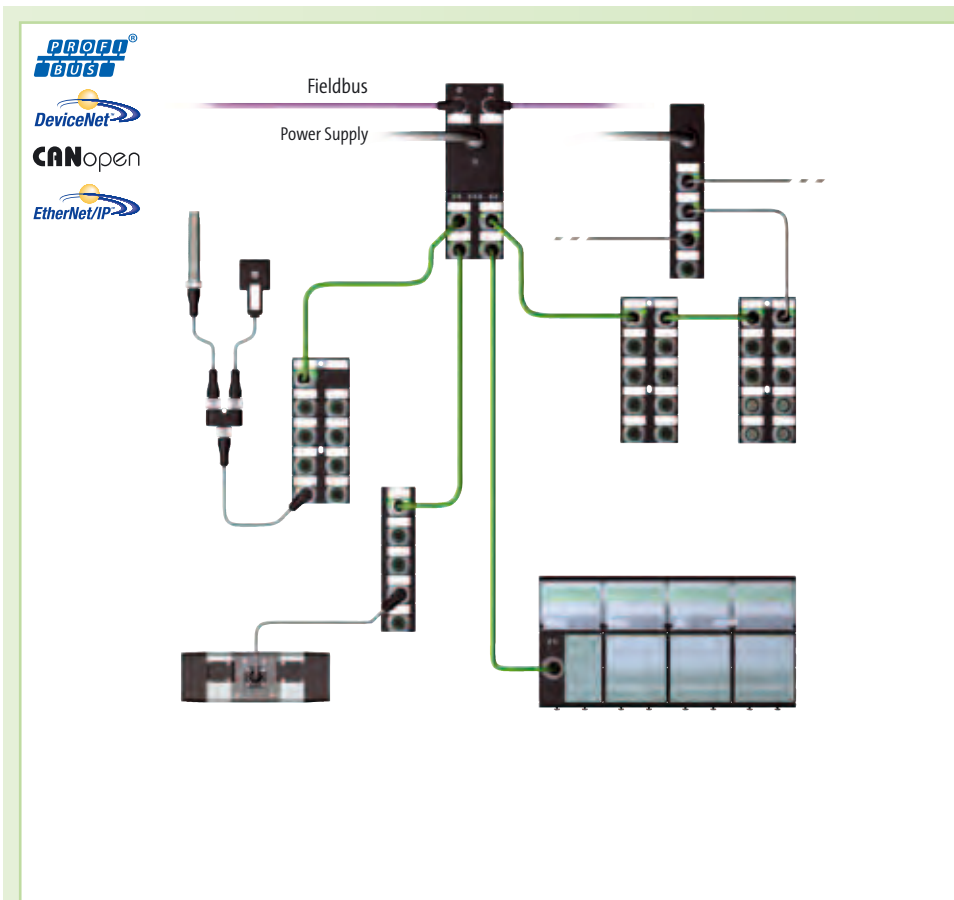 PROFI®
BUS
DeviceNet
CANopen
EtherNet/IP
Fieldbus
Power Supply